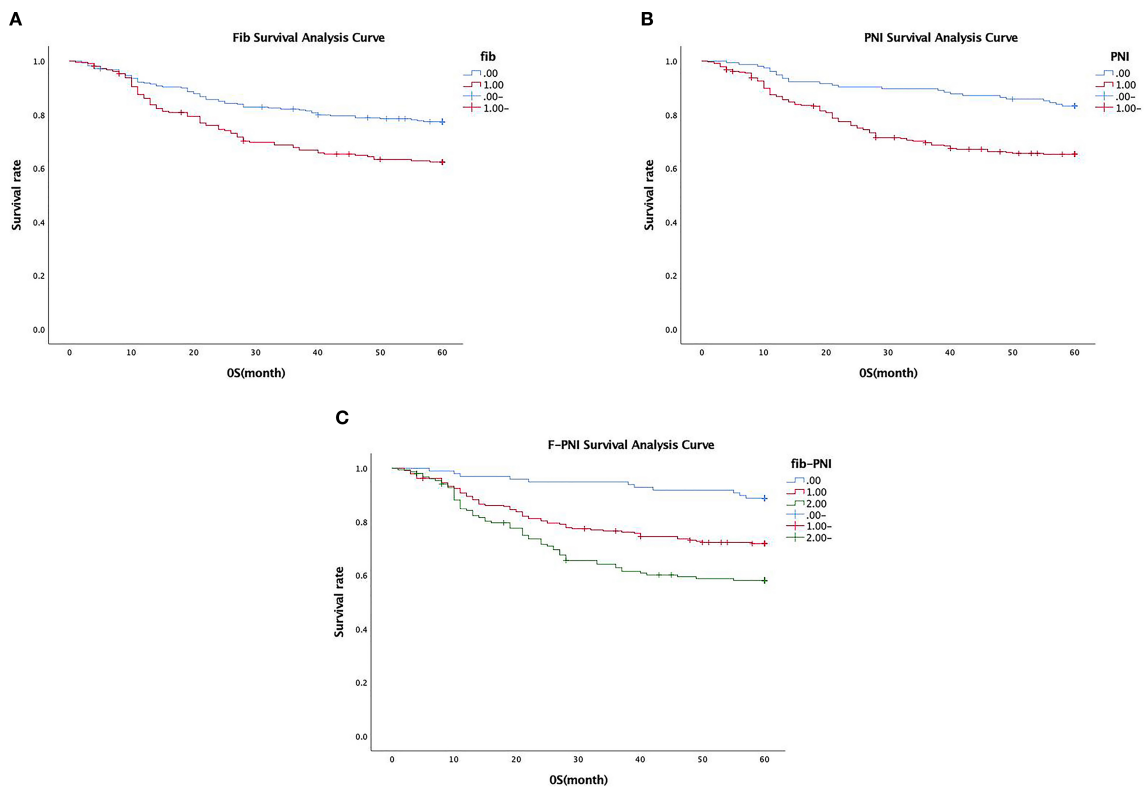 A
Fib Survival Analysis Curve
fib
.00
1.00
.00-
1.00-
1.0
0.8
0.6
0.4
0.2
0.0
Survival rate
0 10 20 30 40 50 60
0S(month)
B
PNI Survival Analysis Curve
PNI
.00
1.00
.00-
1.00-
1.0
0.8
0.6
0.4
0.2
0.0
Survival rate
0 10 20 30 40 50 60
0S(month)
C
F-PNI Survival Analysis Curve
fib-PNI
.00
1.00
2.00
.00-
1.00-
2.00-
1.0
0.8
0.6
0.4
0.2
0.0
Survival rate
0 10 20 30 40 50 60
0S(month)